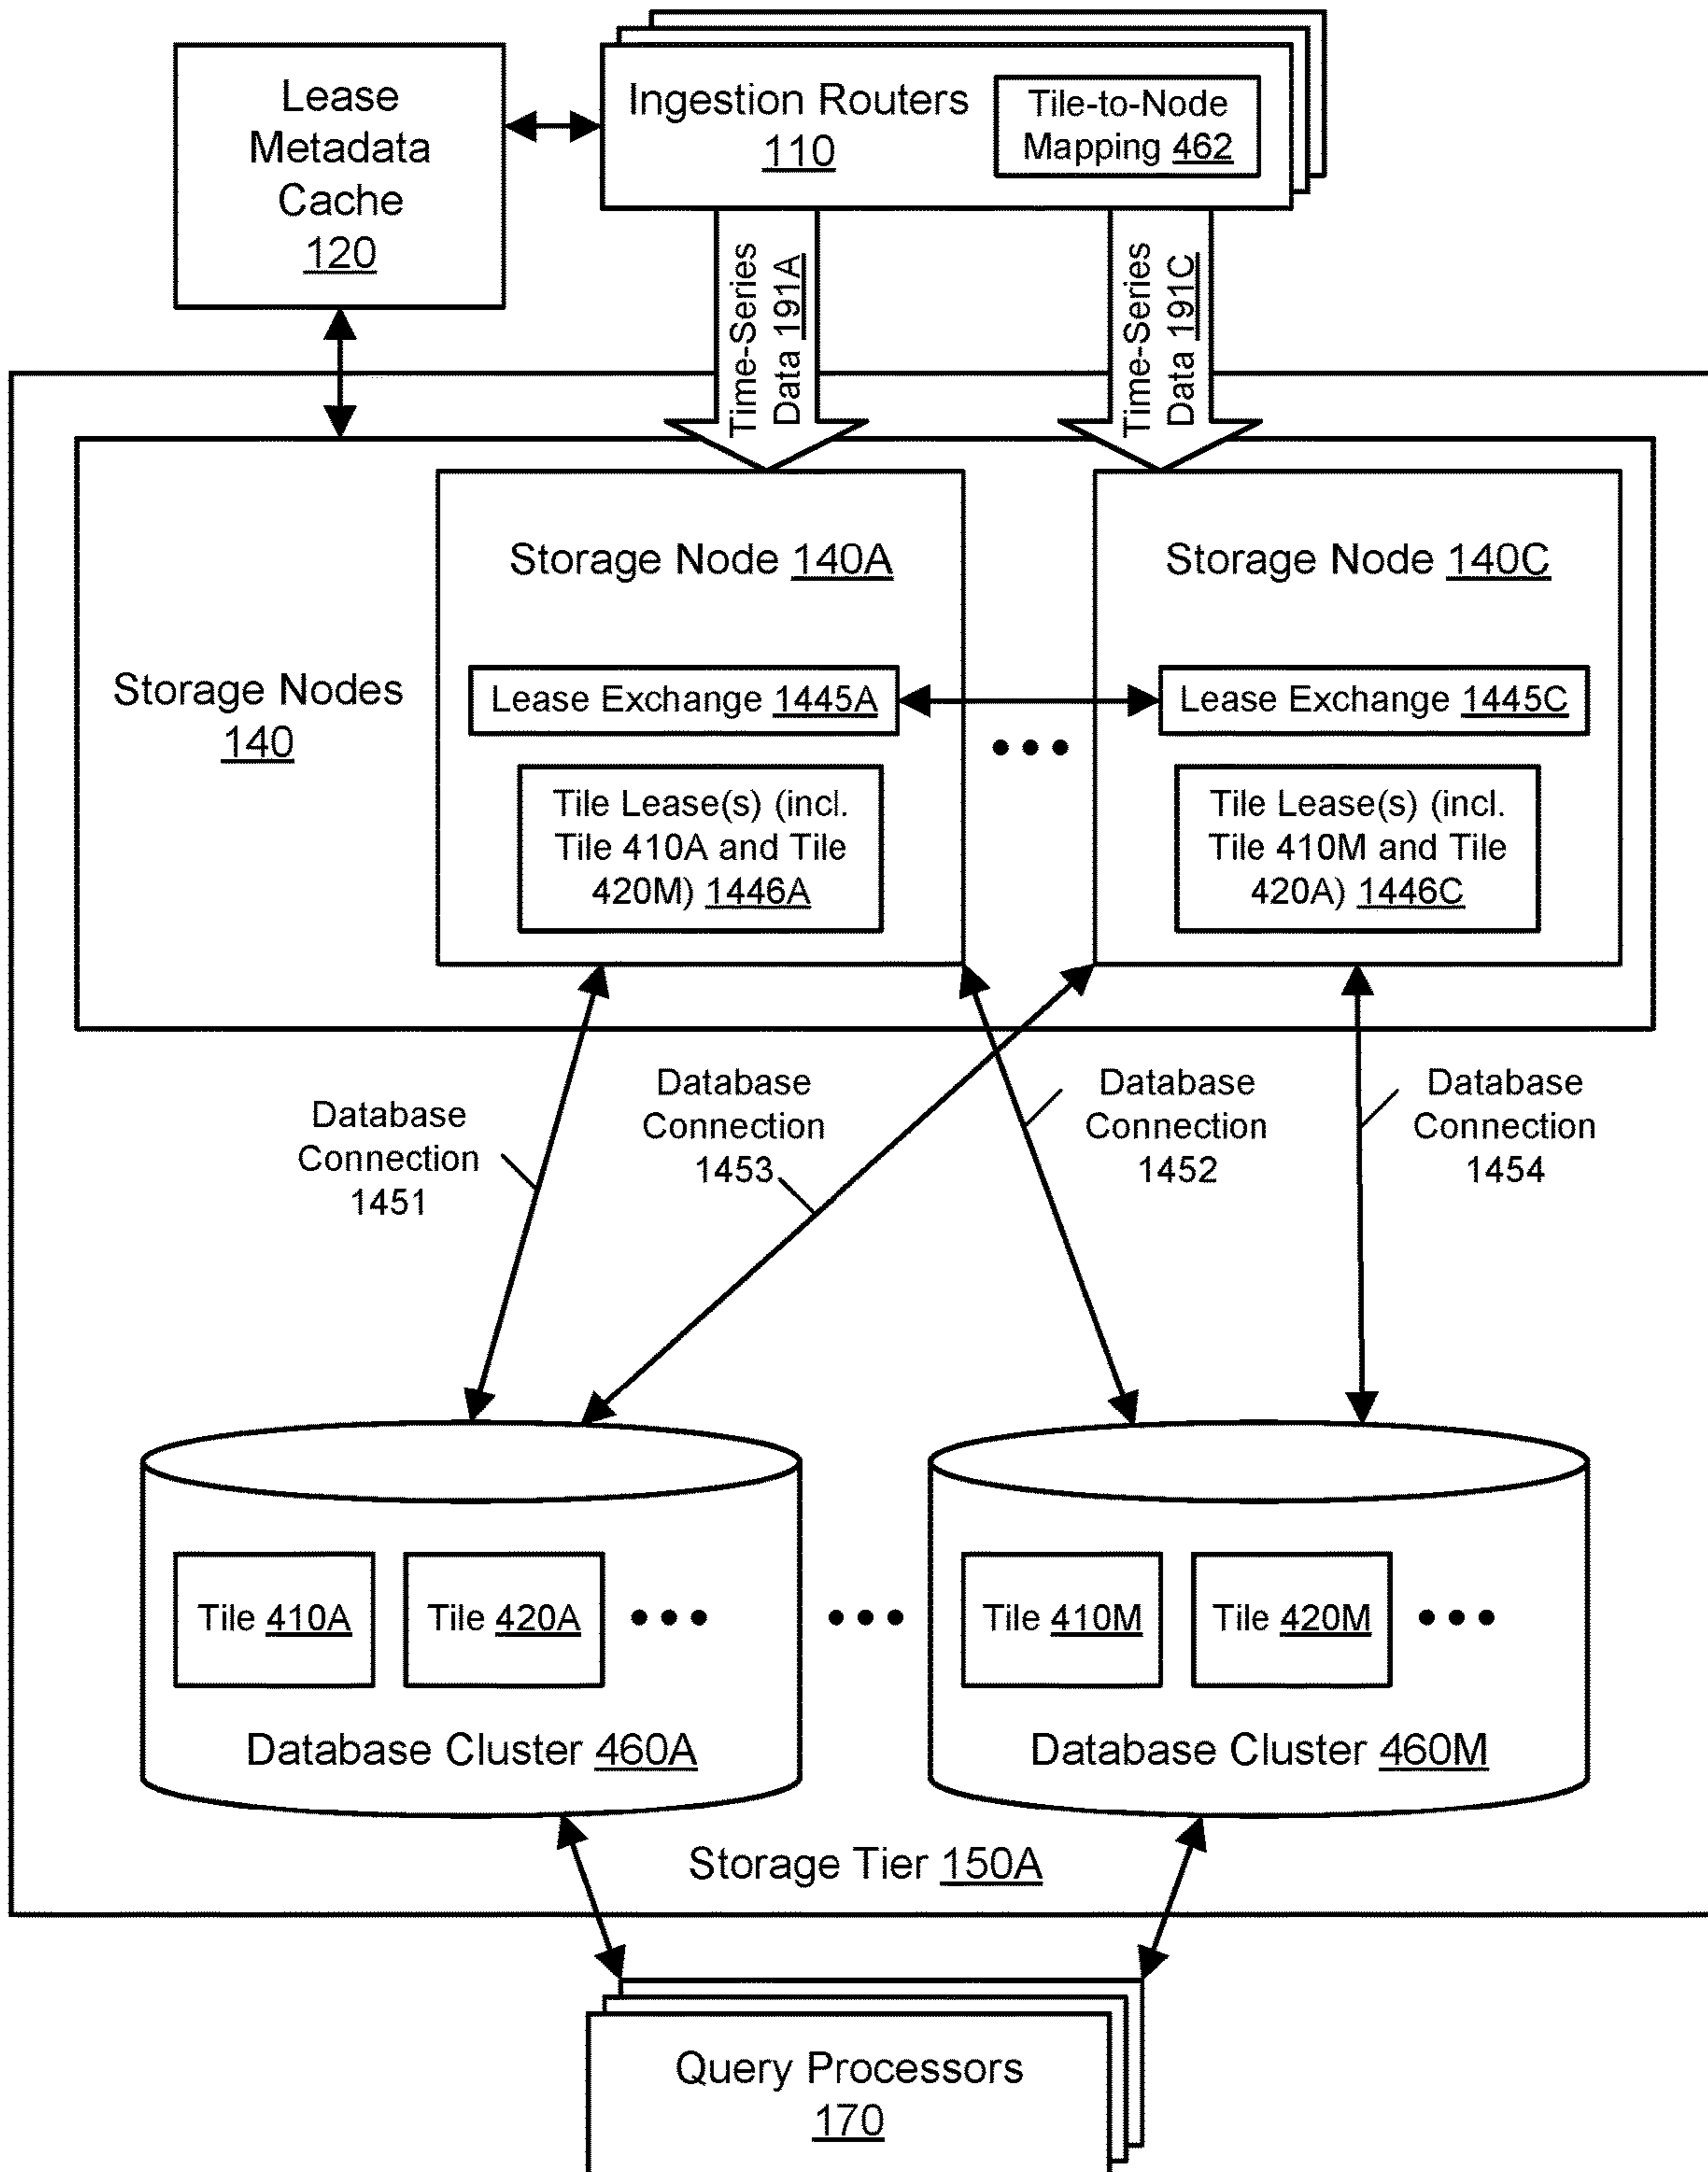 Lease
Metadata
Cache
120
Ingestion Routers
110
Tile-to-Node
Mapping 462
Time-Series
Data 191A
Time-Series
Data 191C
Storage Nodes
140
Storage Node 140A
Lease Exchange 1445A
Tile Lease(s) (incl.
Tile 410A and Tile
420M) 1446A
Storage Node 140C
Lease Exchange 1445C
Tile Lease(s) (incl.
Tile 410M and Tile
420A) 1446C
Database
Connection
1451
Database
Connection
1453
Database
Connection
1452
Database
Connection
1454
Tile 410A
Tile 420A
Database Cluster 460A
Tile 410M
Tile 420M
Database Cluster 460M
Storage Tier 150A
Query Processors
170